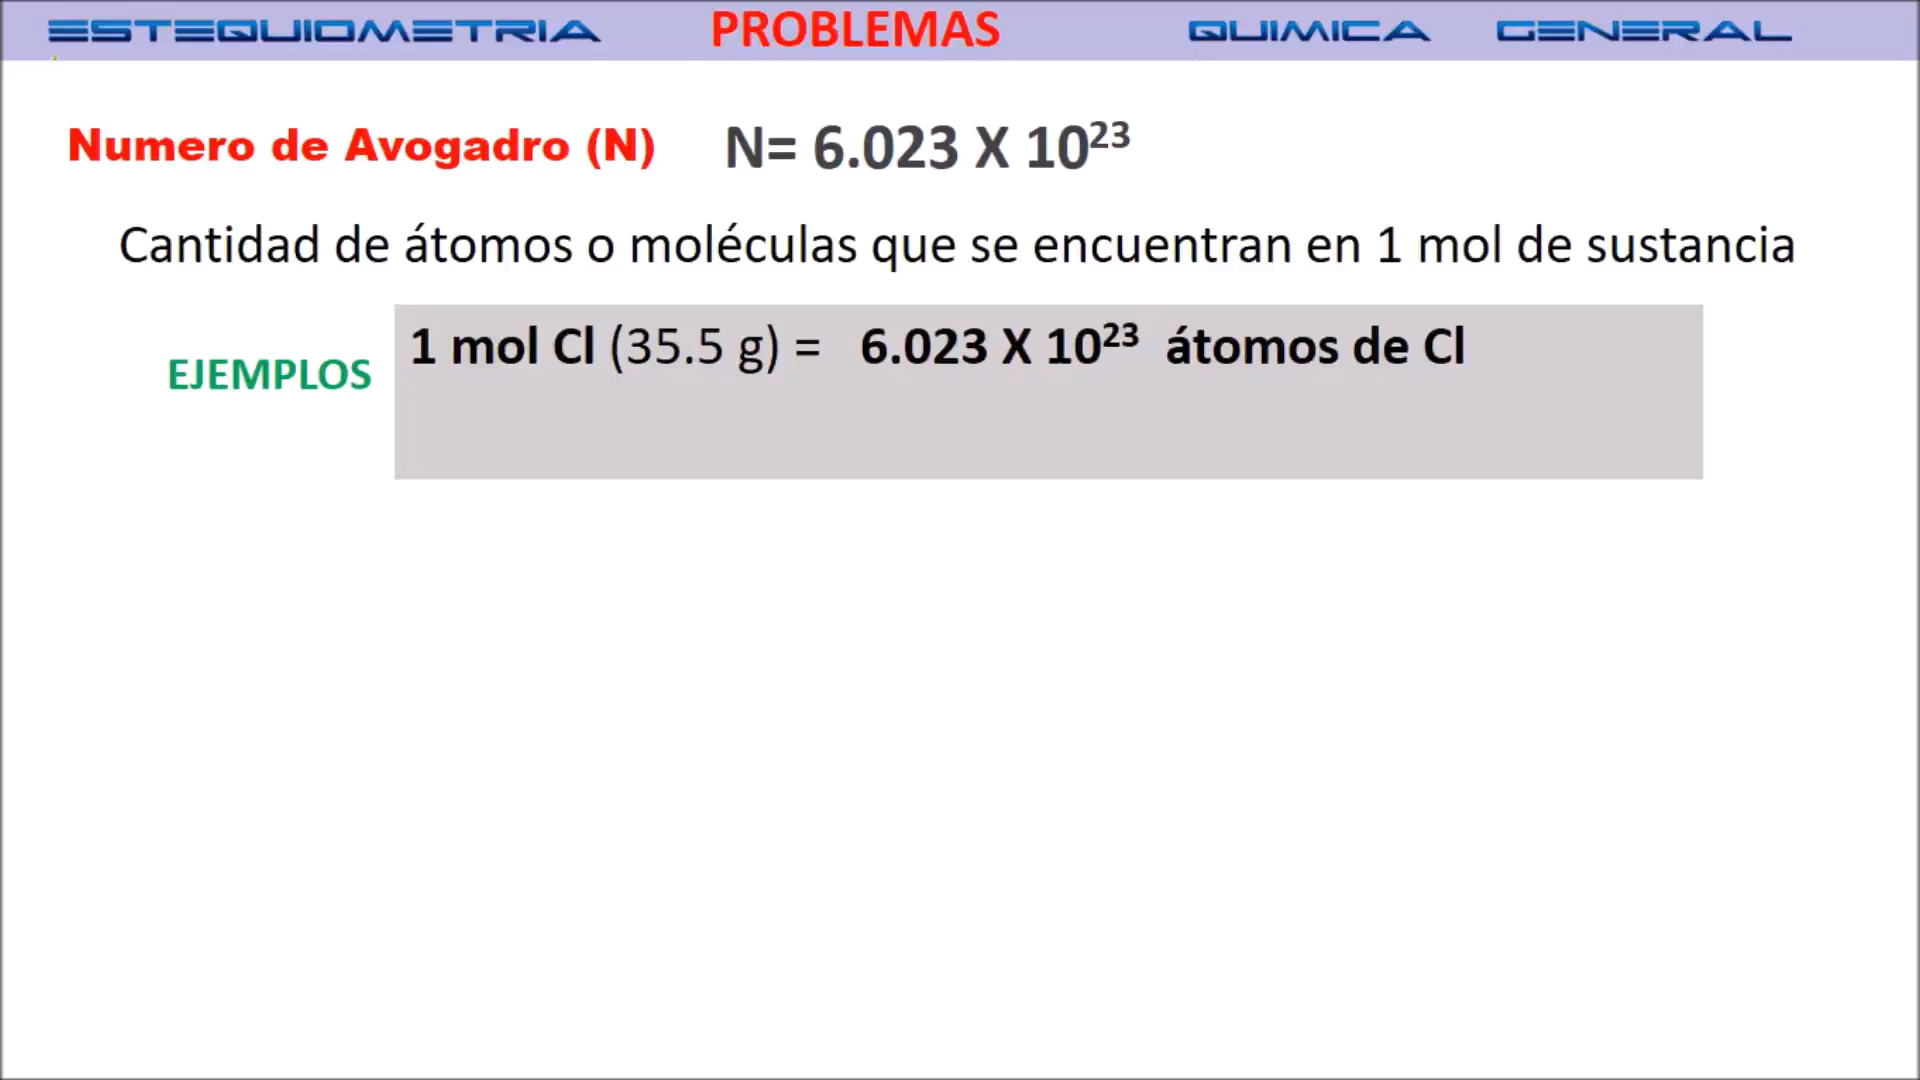 ESTEQUIOMETRIA PROBLEMAS QUIMICA GENERAL
Numero de Avogadro (N) N= 6.023 X 10²³
Cantidad de átomos o moléculas que se encuentran en 1 mol de sustancia
EJEMPLOS
1 mol Cl (35.5 g) = 6.023 X 10²³ átomos de Cl